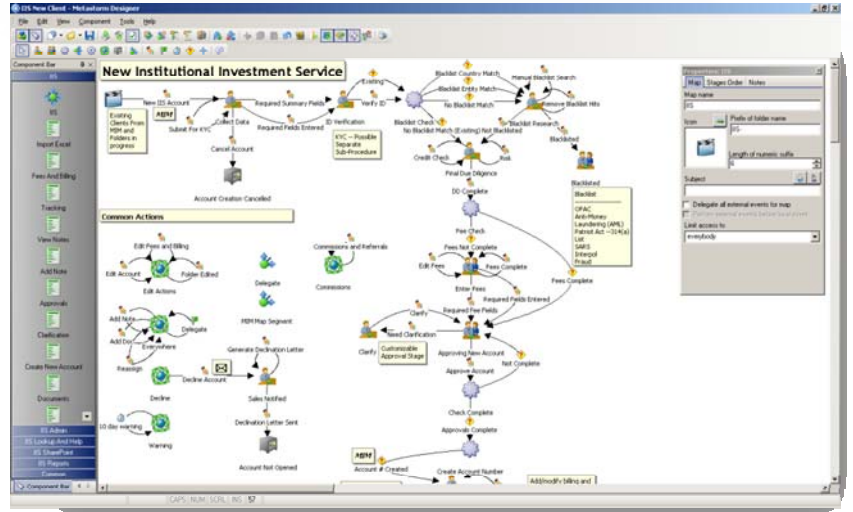 IIS New Client - Metastorm Designer
File Edit View Component Tools Help
Component Bar
IIS
IIS
Import Excel
Fees And Billing
Tracking
View Notes
Add Note
Approvals
Clarification
Create New Account
Documents
IIS Admin
IIS Lookup And Help
IIS SharePoint
IIS Reports
Common
Component Bar
New Institutional Investment Service
Existing
Clients From
MIM and
Folders in
progress
New IIS Account
Submit For KYC
Collect Data
Cancel Account
Account Creation Cancelled
Required Summary Fields
Required Fields Entered
ID Verification
KYC -- Possible
Separate
Sub-Procedure
Existing
Verify ID
Blacklist Country Match
Blacklist Entity Match
No Blacklist Match
Manual Blacklist Search
Remove Blacklist Hits
Blacklist Check
No Blacklist Match (Existing)
Blacklist Research
Not Blacklisted
Blacklisted
Blacklisted
Blacklist
OFAC
Anti-Money
Laundering (AML)
Patriot Act --314(a)
List
SARS
Interpol
Fraud
Credit Check
Risk
Final Due Diligence
DD Complete
Fee Check
Fees Not Complete
Edit Fees
Fees Complete
Fees Complete
Enter Fees
Required Fields Entered
Required Fee Fields
Clarify
Need Clarification
Clarify
Customizable
Approval Stage
Approving New Account
Approve Account
Not Complete
Check Complete
Approvals Complete
Account # Created
Create Account Number
Add/modify billing and
Common Actions
Edit Fees and Billing
Edit Account
Folder Edited
Edit Actions
Delegate
Commissions and Referrals
Commissions
MIM Map Segment
Add Note
Add Doc
Delegate
Everywhere
Reassign
Generate Declination Letter
Decline Account
Decline
Sales Notified
10 day warning
Warning
Declination Letter Sent
Account Not Opened
Map Stages Order Notes
Map name
IIS
Icon
Prefix of folder name
IIS-
Length of numeric suffix
6
Subject
Delegate all external events for map
Limit access to
everybody
CAPS NUM SCRL INS 57